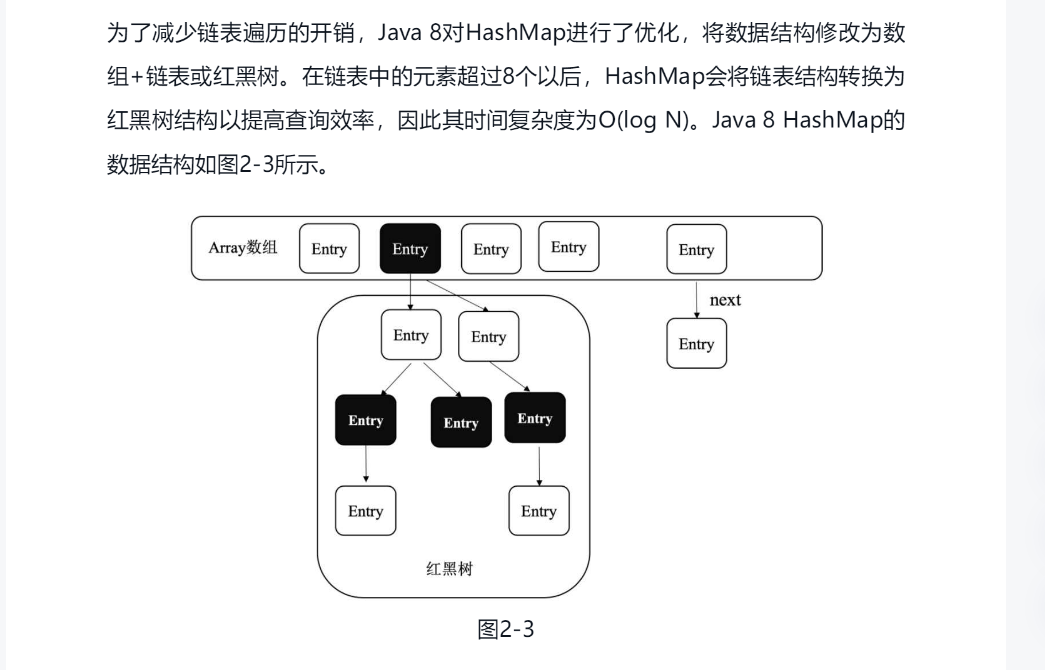 为了减少链表遍历的开销，Java 8对HashMap进行了优化，将数据结构修改为数
组+链表或红黑树。在链表中的元素超过8个以后，HashMap会将链表结构转换为
红黑树结构以提高查询效率，因此其时间复杂度为O(log N)。Java 8 HashMap的
数据结构如图2-3所示。
Array数组 Entry Entry Entry Entry Entry
next
Entry Entry Entry
Entry Entry Entry
Entry Entry
红黑树
图2-3